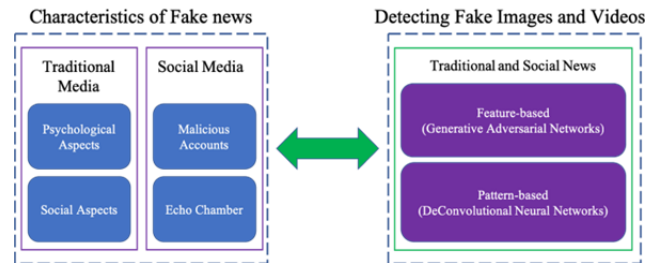 Characteristics of Fake news
Traditional
Media
Psychological
Aspects
Social Aspects
Social Media
Malicious
Accounts
Echo Chamber
Detecting Fake Images and Videos
Traditional and Social News
Feature-based
(Generative Adversarial Networks)
Pattern-based
(DeConvolutional Neural Networks)